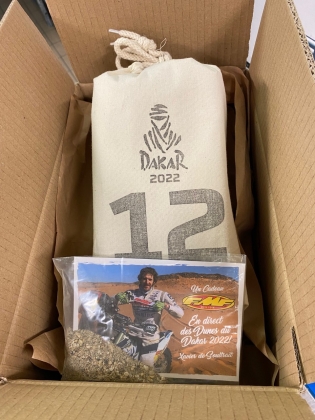 DAKAR
2022
12
Un Cadeau
FMF
En direct
des Dunes du
Dakar 2022!
Xavier de Soultrait